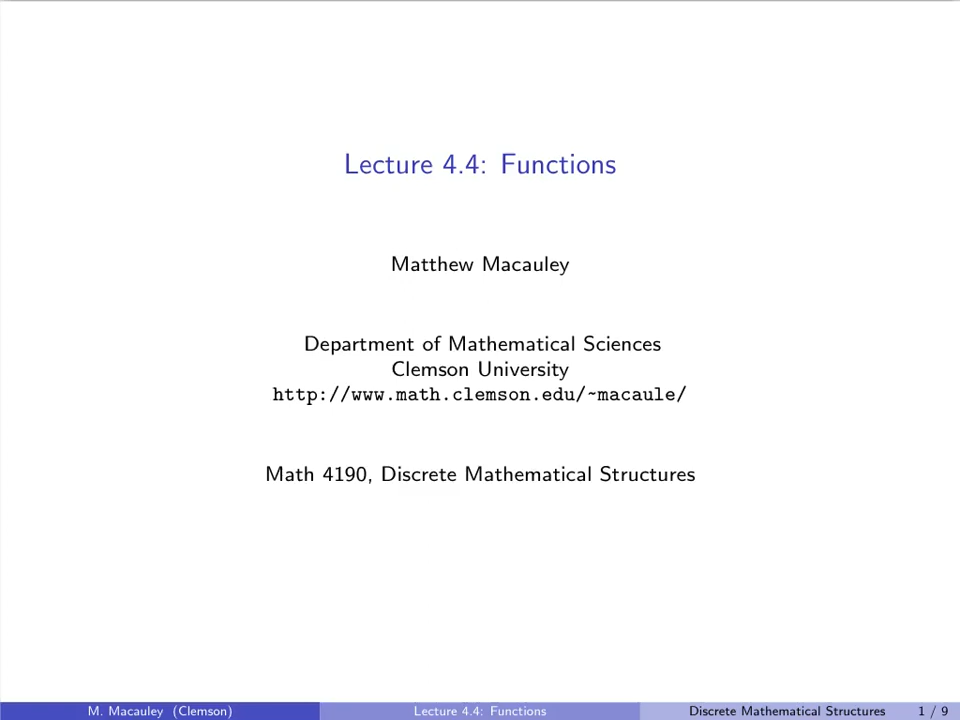 Lecture 4.4: Functions
Matthew Macauley
Department of Mathematical Sciences
Clemson University
http://www.math.clemson.edu/~macaule/
Math 4190, Discrete Mathematical Structures
M. Macauley (Clemson) Lecture 4.4: Functions Discrete Mathematical Structures 1 / 9